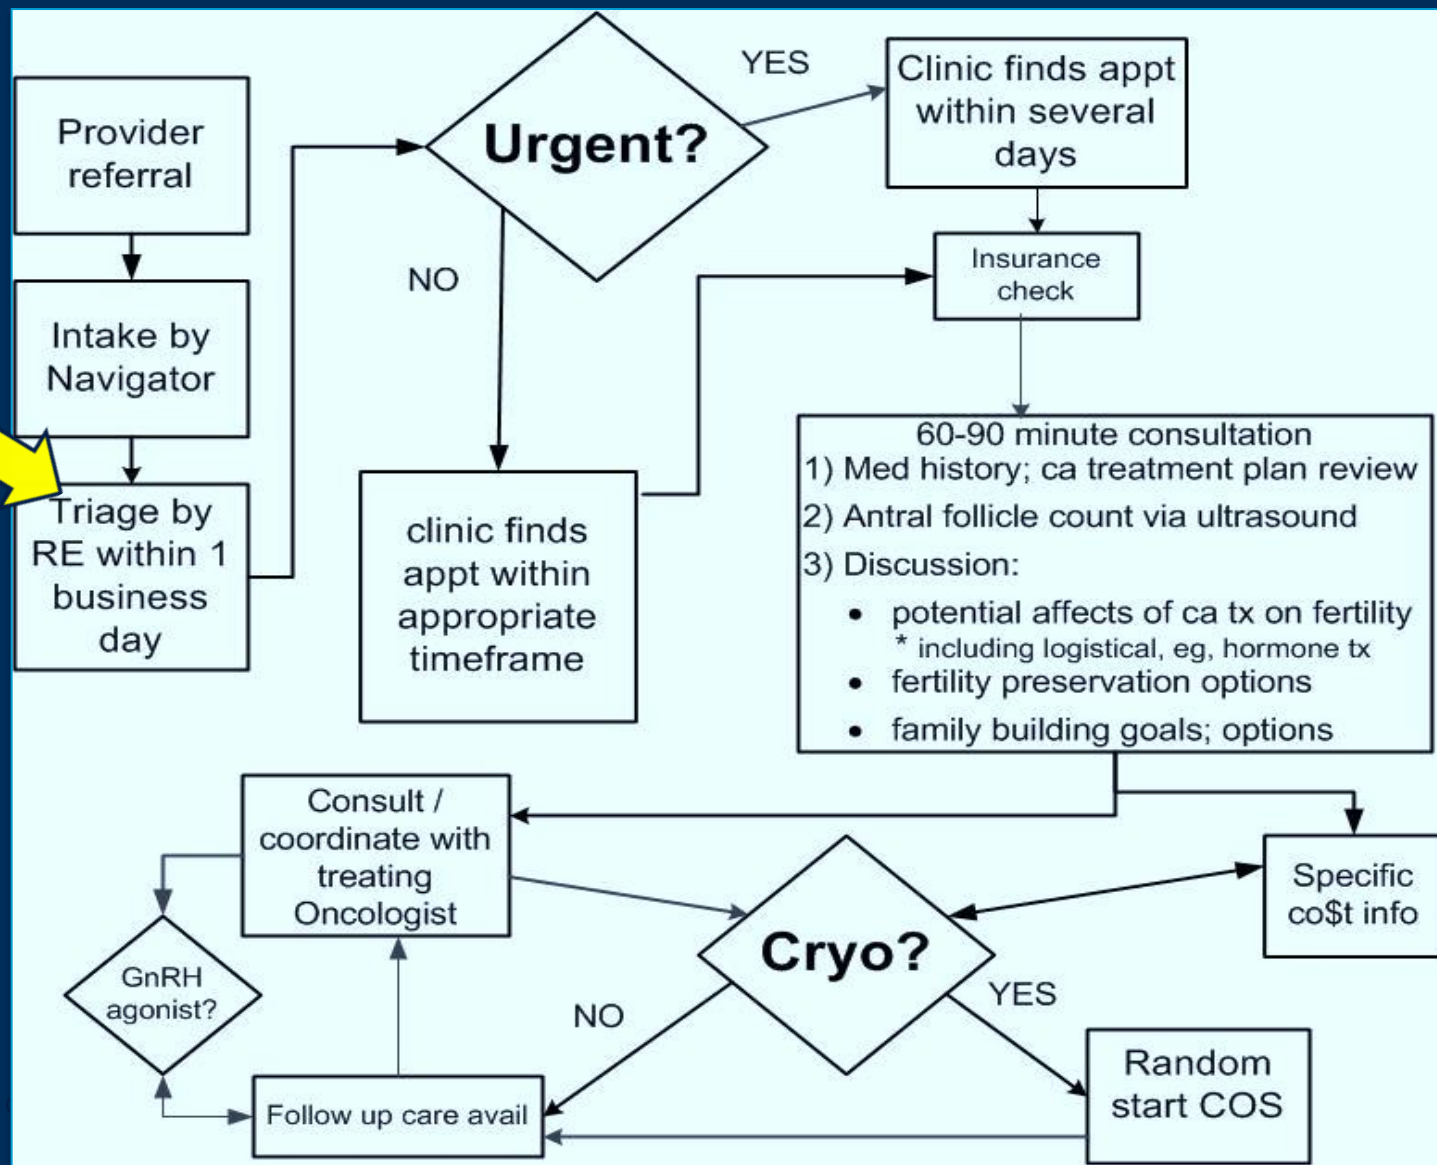 Provider
referral
Intake by
Navigator
Triage by
RE within 1
business
day
Urgent?
YES
NO
Clinic finds appt
within several
days
Insurance
check
clinic finds
appt within
appropriate
timeframe
60-90 minute consultation
1) Med history; ca treatment plan review
2) Antral follicle count via ultrasound
3) Discussion:
• potential affects of ca tx on fertility
* including logistical, eg, hormone tx
• fertility preservation options
• family building goals; options
Consult /
coordinate with
treating
Oncologist
Specific
co$t info
Cryo?
GnRH
agonist?
NO
YES
Follow up care avail
Random
start COS